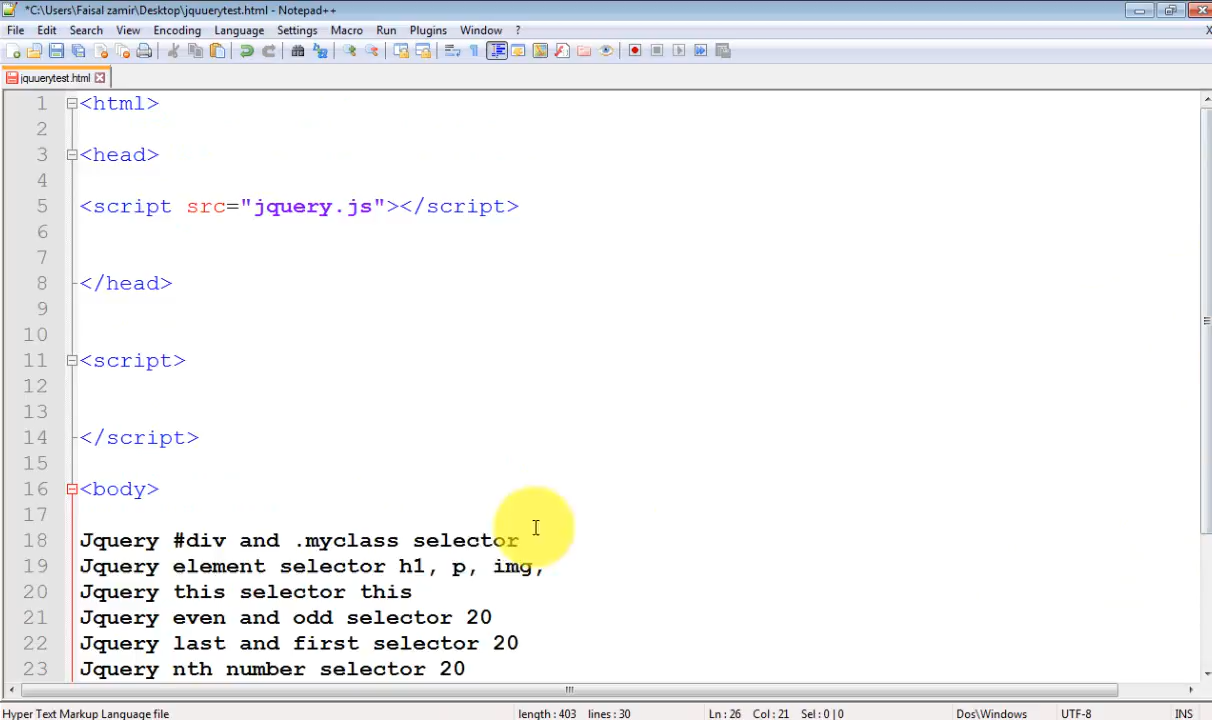 *C:\Users\Faisal zamir\Desktop\jquuerytest.html - Notepad++
File Edit Search View Encoding Language Settings Macro Run Plugins Window ?
X
jquuerytest.html
1 <html>
2
3 <head>
4
5 <script src="jquery.js"></script>
6
7
8 </head>
9
10
11 <script>
12
13
14 </script>
15
16 <body>
17
18 Jquery #div and .myclass selector
19 Jquery element selector h1, p, img,
20 Jquery this selector this
21 Jquery even and odd selector 20
22 Jquery last and first selector 20
23 Jquery nth number selector 20
Hyper Text Markup Language file length : 403 lines : 30 Ln : 26 Col : 21 Sel : 0 | 0 Dos\Windows UTF-8 INS